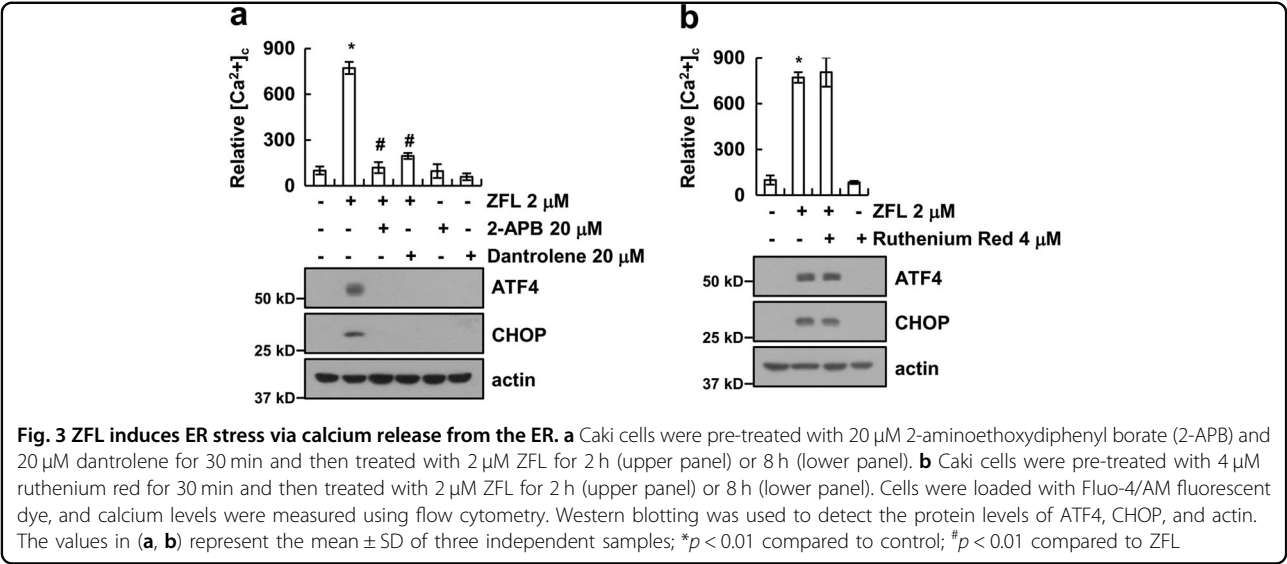 a
Relative [Ca2+]c
900
600
300
0
*
#
#
- + + + - - ZFL 2 µM
- - + - + - 2-APB 20 µM
- - - + - + Dantrolene 20 µM
50 kD
ATF4
25 kD
CHOP
37 kD
actin
b
Relative [Ca2+]c
900
600
300
0
*
- + + - ZFL 2 µM
- - + + Ruthenium Red 4 µM
50 kD
ATF4
25 kD
CHOP
37 kD
actin
Fig. 3 ZFL induces ER stress via calcium release from the ER. a Caki cells were pre-treated with 20 µM 2-aminoethoxydiphenyl borate (2-APB) and
20 µM dantrolene for 30 min and then treated with 2 µM ZFL for 2 h (upper panel) or 8 h (lower panel). b Caki cells were pre-treated with 4 µM
ruthenium red for 30 min and then treated with 2 µM ZFL for 2 h (upper panel) or 8 h (lower panel). Cells were loaded with Fluo-4/AM fluorescent
dye, and calcium levels were measured using flow cytometry. Western blotting was used to detect the protein levels of ATF4, CHOP, and actin.
The values in (a, b) represent the mean ± SD of three independent samples; *p < 0.01 compared to control; #p < 0.01 compared to ZFL